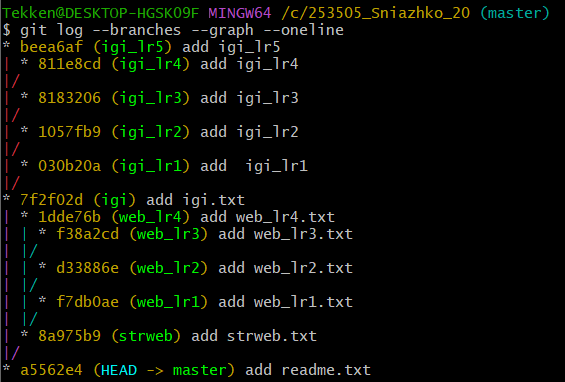 Tekken@DESKTOP-HGSK09F MINGW64 /c/253505_Sniazhko_20 (master)
$ git log --branches --graph --oneline
* beea6af (igi_lr5) add igi_lr5
| * 811e8cd (igi_lr4) add igi_lr4
|/
| * 8183206 (igi_lr3) add igi_lr3
|/
| * 1057fb9 (igi_lr2) add igi_lr2
|/
| * 030b20a (igi_lr1) add  igi_lr1
|/
* 7f2f02d (igi) add igi.txt
| * 1dde76b (web_lr4) add web_lr4.txt
| | * f38a2cd (web_lr3) add web_lr3.txt
| |/
| | * d33886e (web_lr2) add web_lr2.txt
| |/
| | * f7db0ae (web_lr1) add web_lr1.txt
| |/
| * 8a975b9 (strweb) add strweb.txt
|/
* a5562e4 (HEAD -> master) add readme.txt